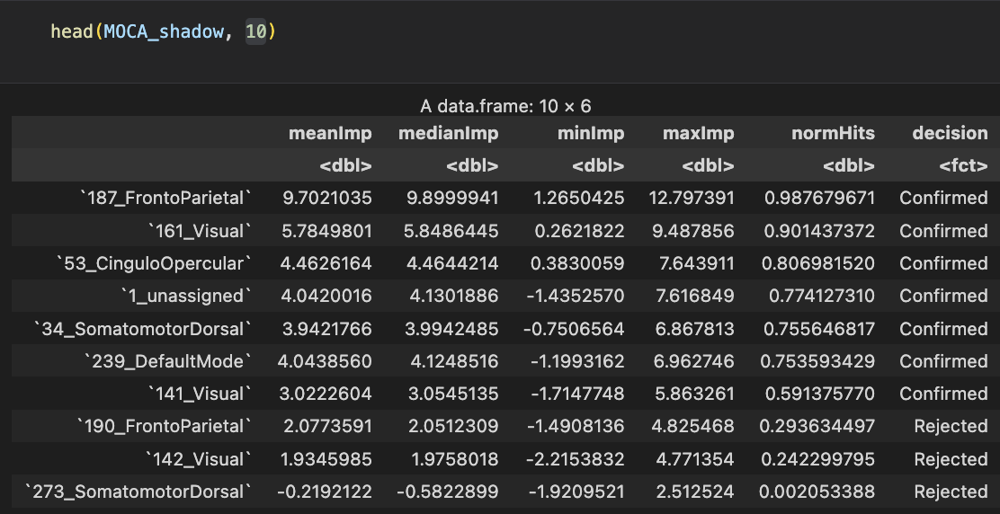 head(MOCA_shadow, 10)
A data.frame: 10 × 6
meanImp medianImp minImp maxImp normHits decision
<dbl> <dbl> <dbl> <dbl> <dbl> <fct>
`187_FrontoParietal` 9.7021035 9.8999941 1.2650425 12.797391 0.987679671 Confirmed
`161_Visual` 5.7849801 5.8486445 0.2621822 9.487856 0.901437372 Confirmed
`53_CinguloOpercular` 4.4626164 4.4644214 0.3830059 7.643911 0.806981520 Confirmed
`1_unassigned` 4.0420016 4.1301886 -1.4352570 7.616849 0.774127310 Confirmed
`34_SomatomotorDorsal` 3.9421766 3.9942485 -0.7506564 6.867813 0.755646817 Confirmed
`239_DefaultMode` 4.0438560 4.1248516 -1.1993162 6.962746 0.753593429 Confirmed
`141_Visual` 3.0222604 3.0545135 -1.7147748 5.863261 0.591375770 Confirmed
`190_FrontoParietal` 2.0773591 2.0512309 -1.4908136 4.825468 0.293634497 Rejected
`142_Visual` 1.9345985 1.9758018 -2.2153832 4.771354 0.242299795 Rejected
`273_SomatomotorDorsal` -0.2192122 -0.5822899 -1.9209521 2.512524 0.002053388 Rejected